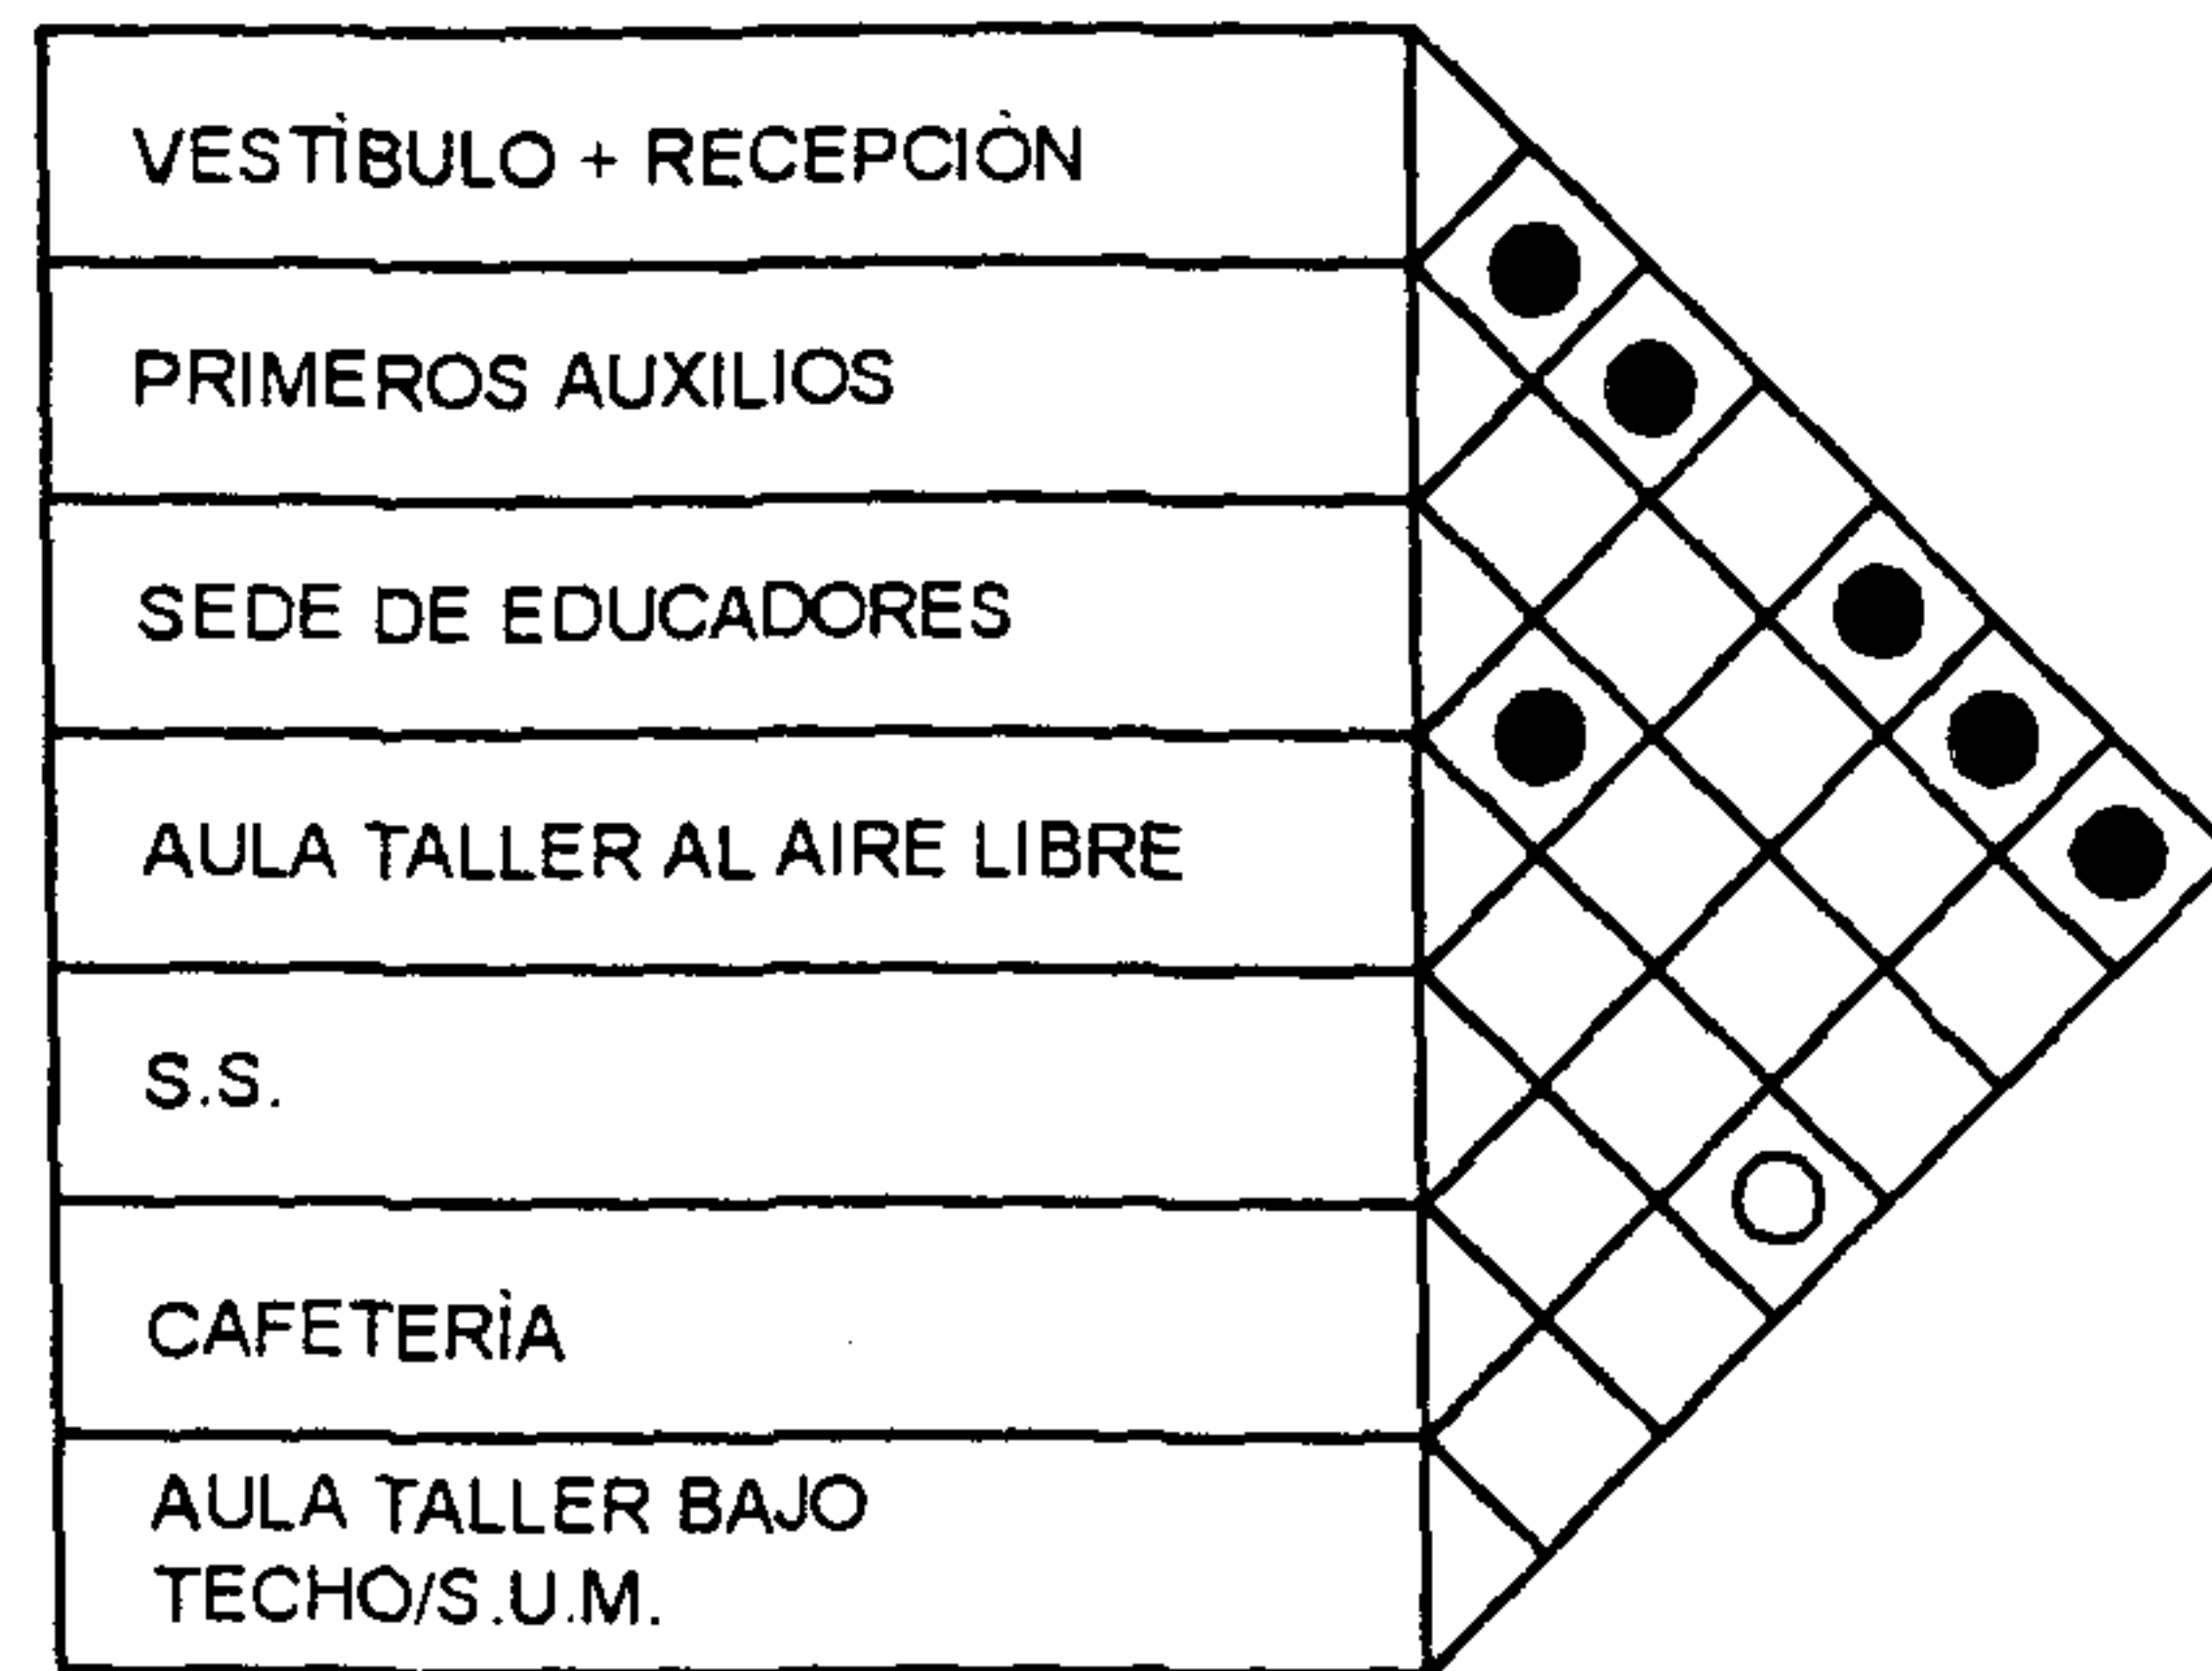 VESTÌBULO + RECEPCIÒN
PRIMEROS AUXILIOS
SEDE DE EDUCADORES
AULA TALLER AL AIRE LIBRE
S.S.
CAFETERÌA
AULA TALLER BAJO
TECHO/S.U.M.